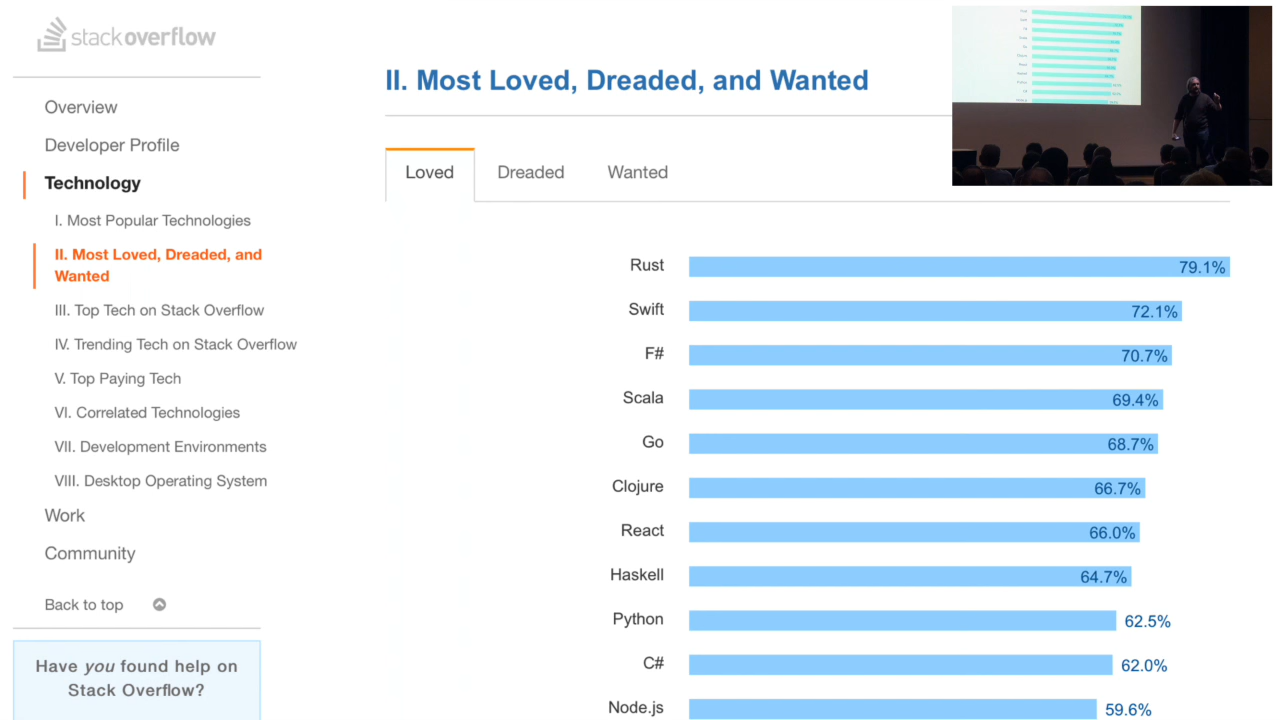 stackoverflow
Overview
Developer Profile
Technology
I. Most Popular Technologies
II. Most Loved, Dreaded, and
Wanted
III. Top Tech on Stack Overflow
IV. Trending Tech on Stack Overflow
V. Top Paying Tech
VI. Correlated Technologies
VII. Development Environments
VIII. Desktop Operating System
Work
Community
Back to top
Have you found help on
Stack Overflow?
II. Most Loved, Dreaded, and Wanted
Loved Dreaded Wanted
Rust 79.1%
Swift 72.1%
F# 70.7%
Scala 69.4%
Go 68.7%
Clojure 66.7%
React 66.0%
Haskell 64.7%
Python 62.5%
C# 62.0%
Node.js 59.6%